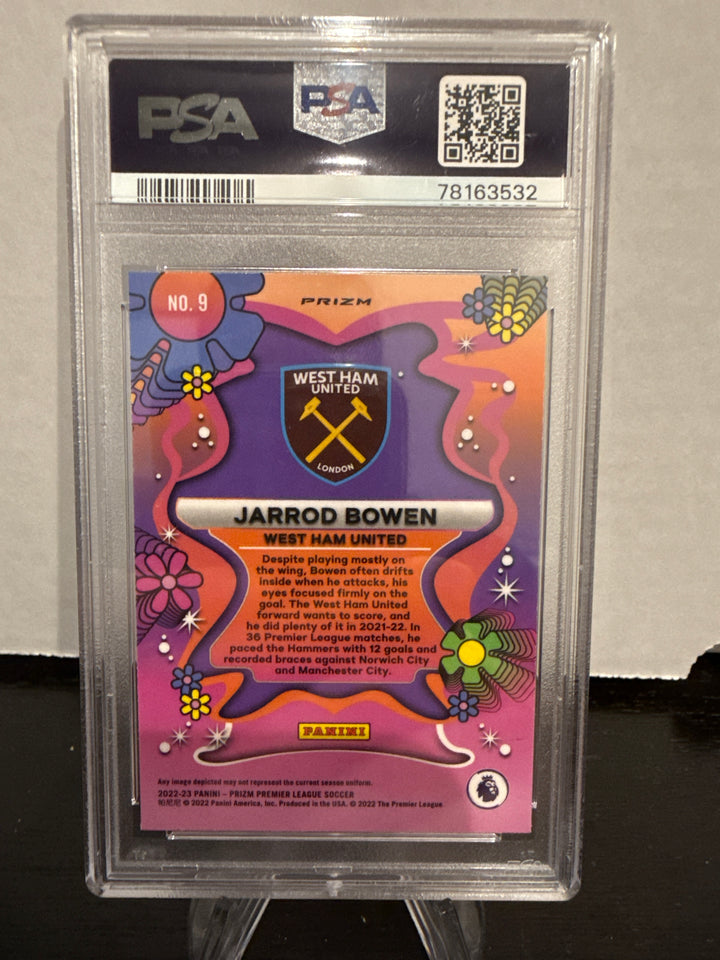 PSA
PSA
78163532
NO. 9
PRIZM
WEST HAM
UNITED
LONDON
JARROD BOWEN
WEST HAM UNITED
Despite playing mostly on
the wing, Bowen often drifts
inside when he attacks, his
eyes focused firmly on the
goal. The West Ham United
forward wants to score, and
he did plenty of it in 2021-22. In
36 Premier League matches, he
paced the Hammers with 12 goals and
recorded braces against Norwich City
and Manchester City.
PANINI
Any image depicted may not represent the current season uniform.
2022-23 PANINI – PRIZM PREMIER LEAGUE SOCCER
帕尼尼 © 2022 Panini America, Inc. Produced in the USA. © 2022 The Premier League